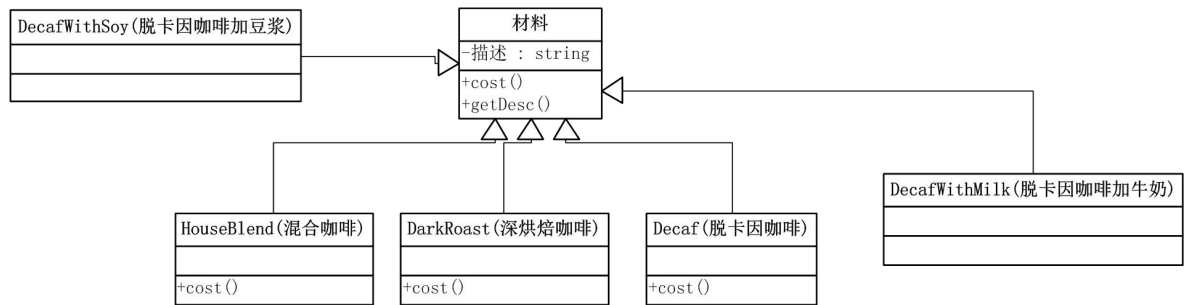 DecafWithSoy(脱卡因咖啡加豆浆)
材料
-描述 : string
+cost()
+getDesc()
DecafWithMilk(脱卡因咖啡加牛奶)
HouseBlend(混合咖啡)
+cost()
DarkRoast(深烘焙咖啡)
+cost()
Decaf(脱卡因咖啡)
+cost()